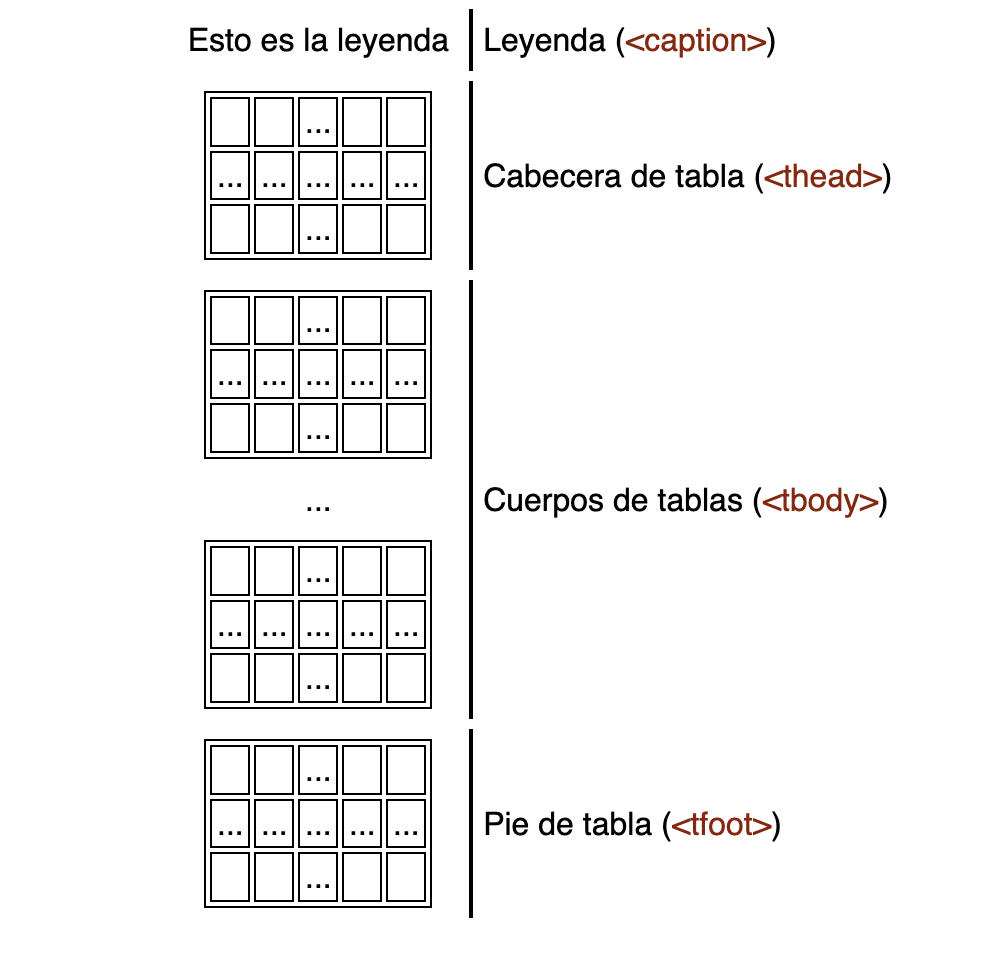 Esto es la leyenda Leyenda (<caption>)
...
... ... ... ... ...
...
Cabecera de tabla (<thead>)
...
... ... ... ... ...
...
...
Cuerpos de tablas (<tbody>)
...
... ... ... ... ...
...
...
... ... ... ... ...
...
Pie de tabla (<tfoot>)